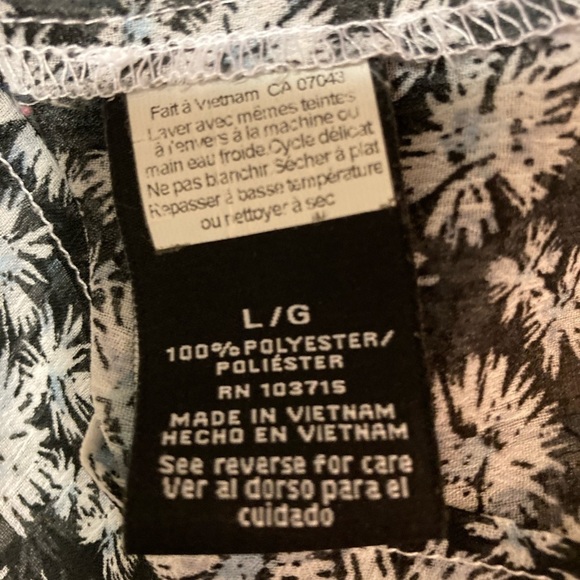 Fait à Vietnam CA 07043
Laver avec mêmes teintes
à l'envers à la machine ou
main eau froide. Cycle délicat
Ne pas blanchir. Sécher à plat
Repasser à basse température
ou nettoyer à sec
L/G
100% POLYESTER/
POLIÉSTER
RN 103715
MADE IN VIETNAM
HECHO EN VIETNAM
See reverse for care
Ver al dorso para el
cuidado